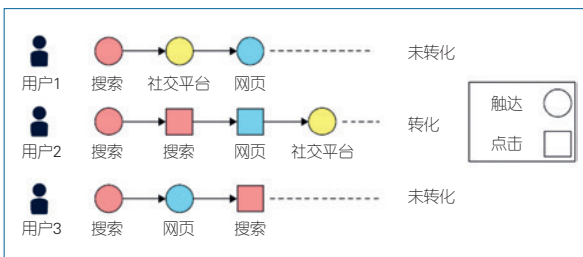 未转化
用户1 搜索 社交平台 网页
触达
转化
点击
用户2 搜索 搜索 网页 社交平台
未转化
用户3 搜索 网页 搜索